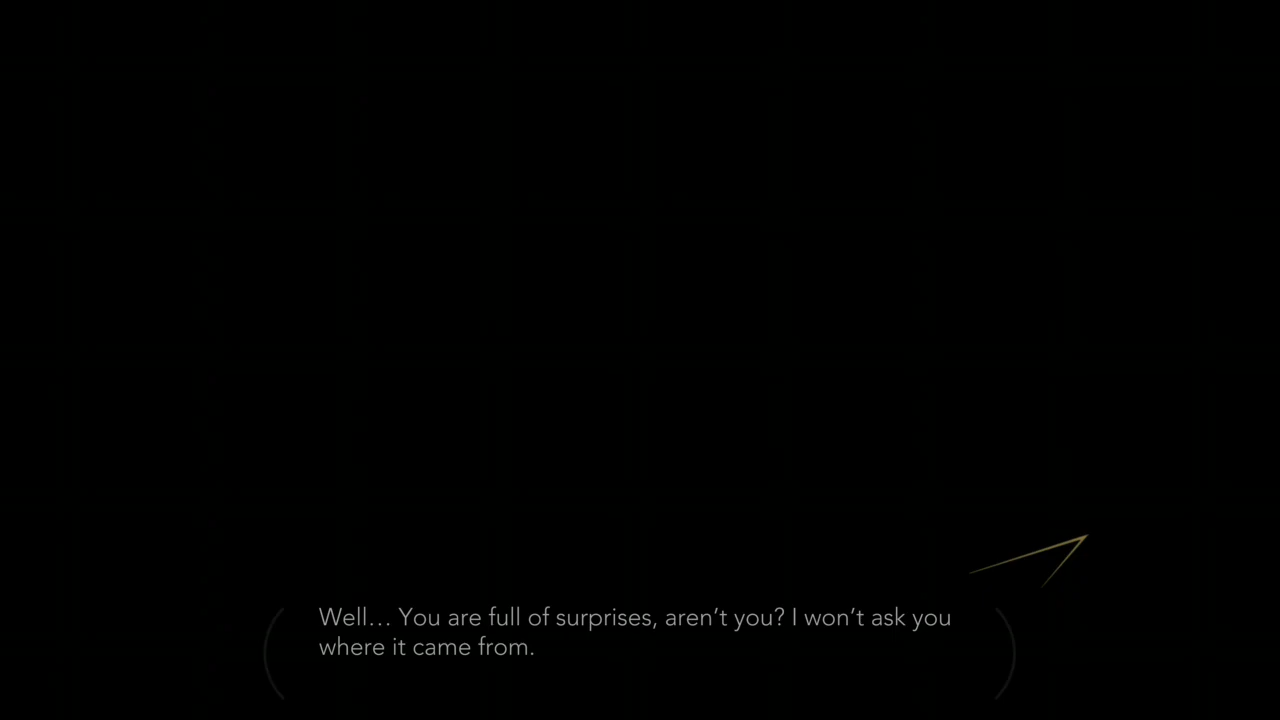 Well… You are full of surprises, aren’t you? I won’t ask you
where it came from.